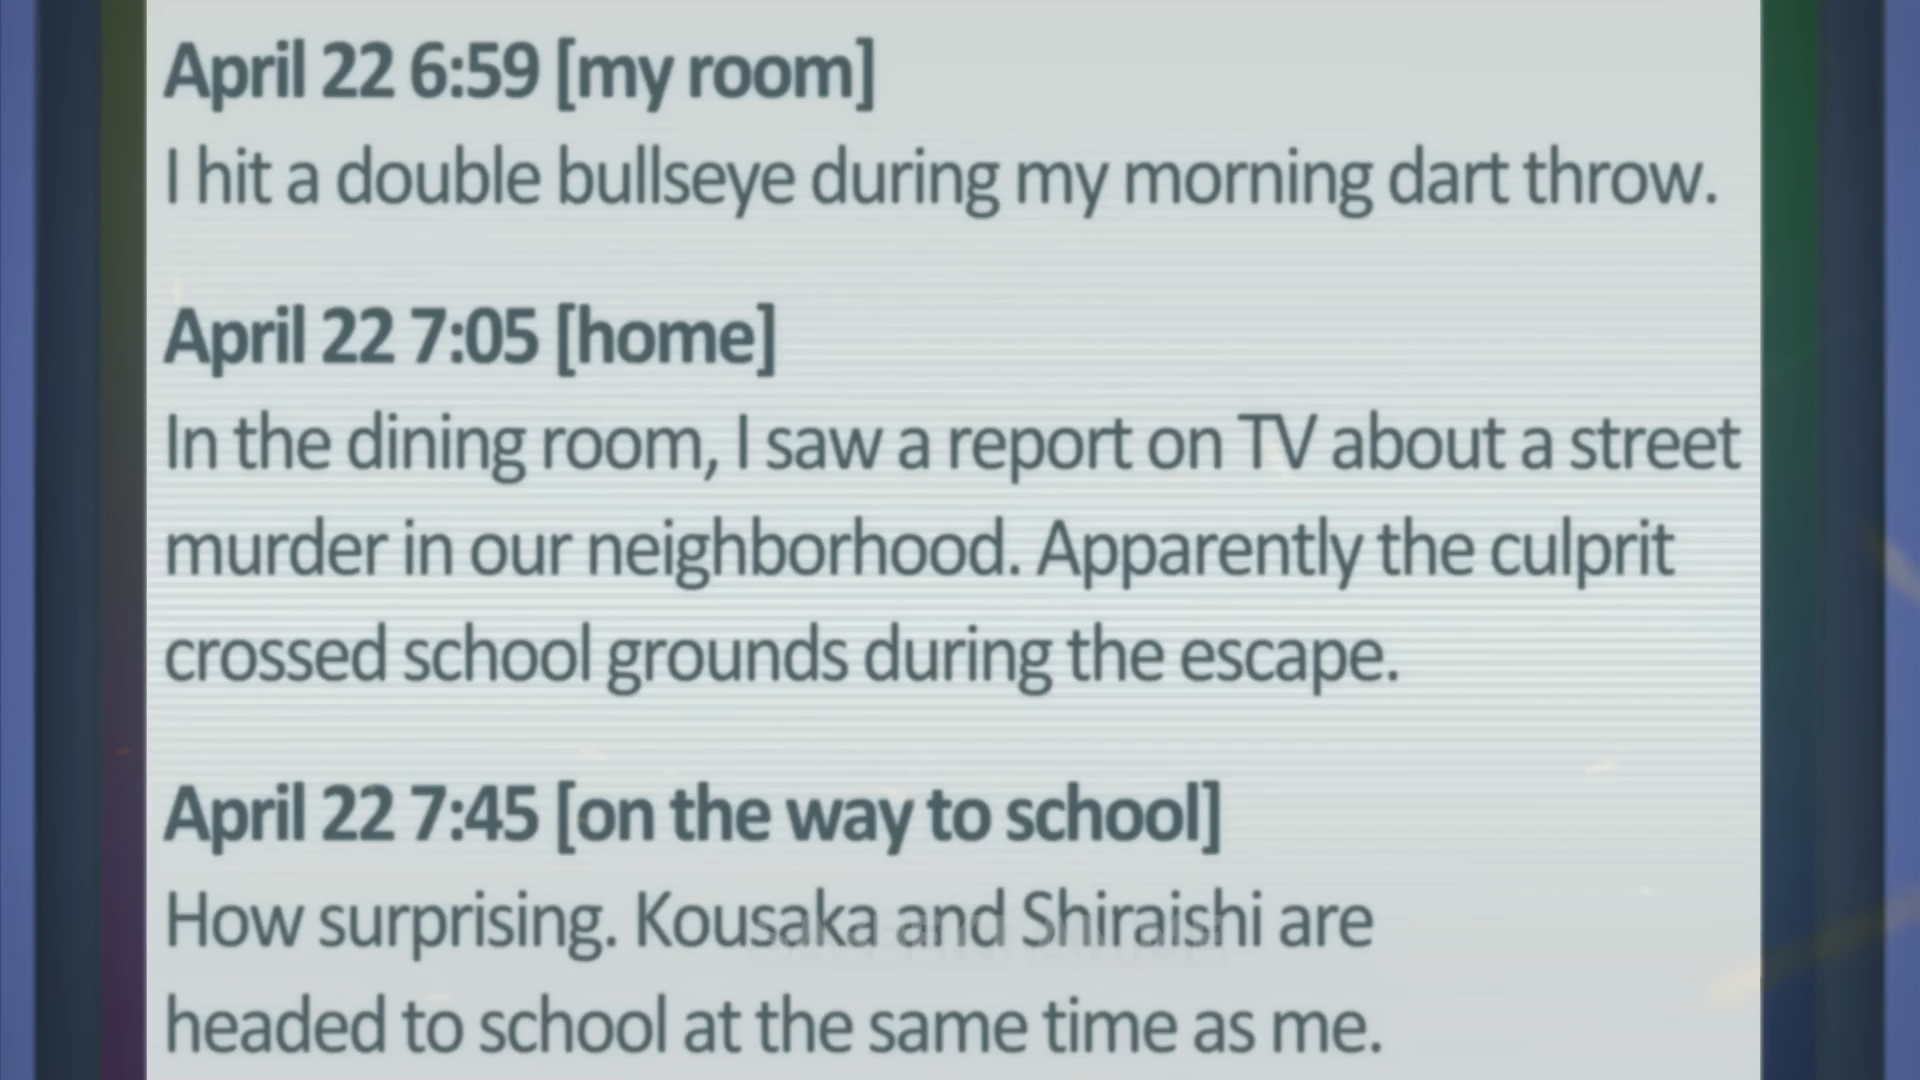 April 22 6:59 [my room]
I hit a double bullseye during my morning dart throw.
April 22 7:05 [home]
In the dining room, I saw a report on TV about a street
murder in our neighborhood. Apparently the culprit
crossed school grounds during the escape.
April 22 7:45 [on the way to school]
How surprising. Kousaka and Shiraishi are
headed to school at the same time as me.